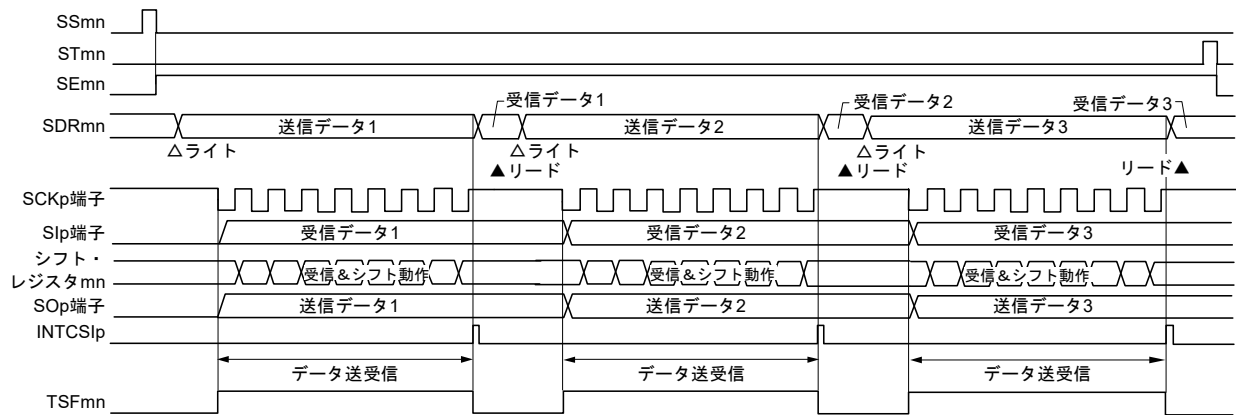 SSmn
STmn
SEmn
受信データ1
受信データ2
受信データ3
SDRmn
送信データ1
送信データ2
送信データ3
△ライト
△ライト
△ライト
▲リード
▲リード
リード▲
SCKp端子
SIp端子
受信データ1
受信データ2
受信データ3
シフト・
レジスタmn
受信&シフト動作
受信&シフト動作
受信&シフト動作
SOp端子
送信データ1
送信データ2
送信データ3
INTCSIp
データ送受信
データ送受信
データ送受信
TSFmn